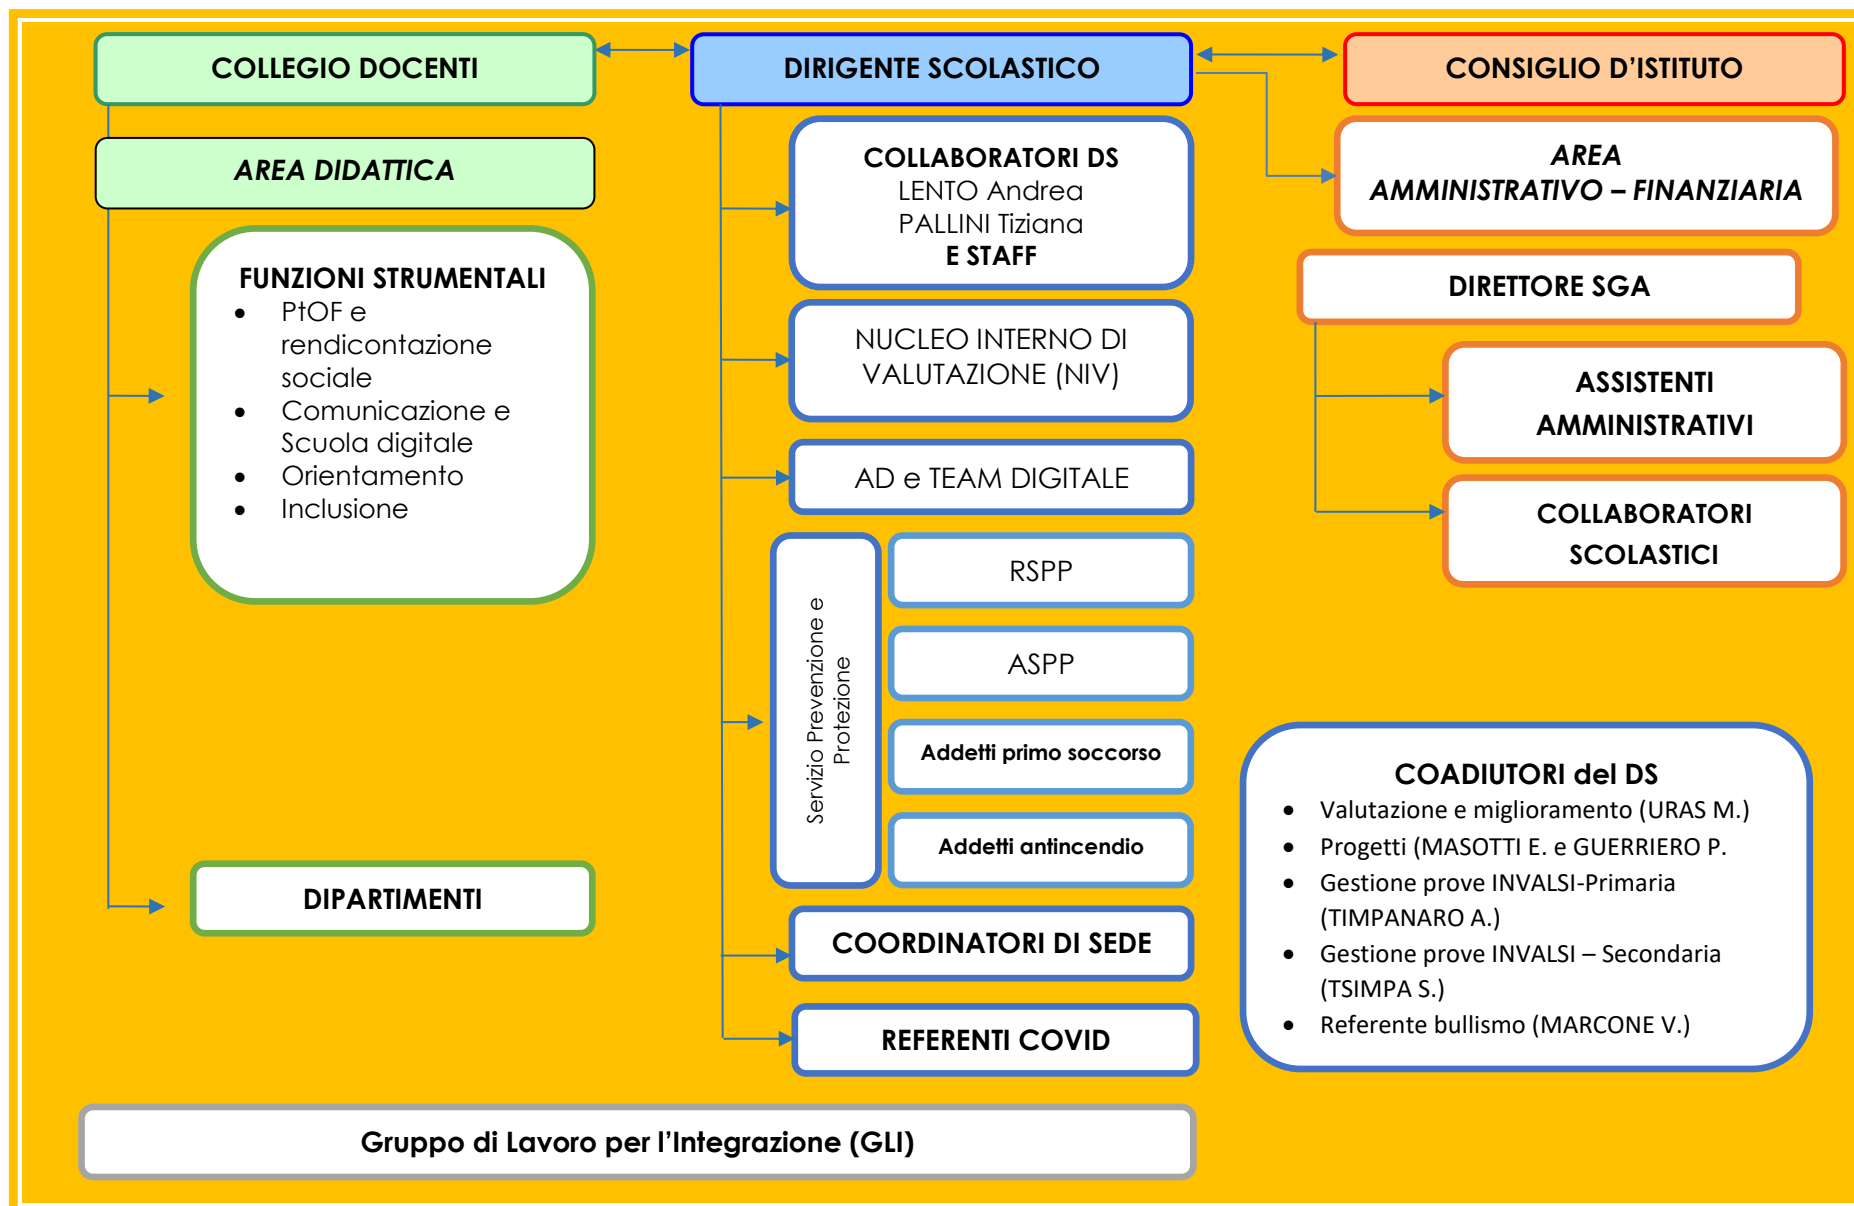 COLLEGIO DOCENTI
DIRIGENTE SCOLASTICO
CONSIGLIO D’ISTITUTO
AREA DIDATTICA
FUNZIONI STRUMENTALI
• PtOF e
rendicontazione
sociale
• Comunicazione e
Scuola digitale
• Orientamento
• Inclusione
DIPARTIMENTI
COLLABORATORI DS
LENTO Andrea
PALLINI Tiziana
E STAFF
NUCLEO INTERNO DI
VALUTAZIONE (NIV)
AD e TEAM DIGITALE
Servizio Prevenzione e
Protezione
RSPP
ASPP
Addetti primo soccorso
Addetti antincendio
COORDINATORI DI SEDE
REFERENTI COVID
AREA
AMMINISTRATIVO – FINANZIARIA
DIRETTORE SGA
ASSISTENTI
AMMINISTRATIVI
COLLABORATORI
SCOLASTICI
COADIUTORI del DS
• Valutazione e miglioramento (URAS M.)
• Progetti (MASOTTI E. e GUERRIERO P.
• Gestione prove INVALSI-Primaria
(TIMPANARO A.)
• Gestione prove INVALSI – Secondaria
(TSIMPA S.)
• Referente bullismo (MARCONE V.)
Gruppo di Lavoro per l’Integrazione (GLI)